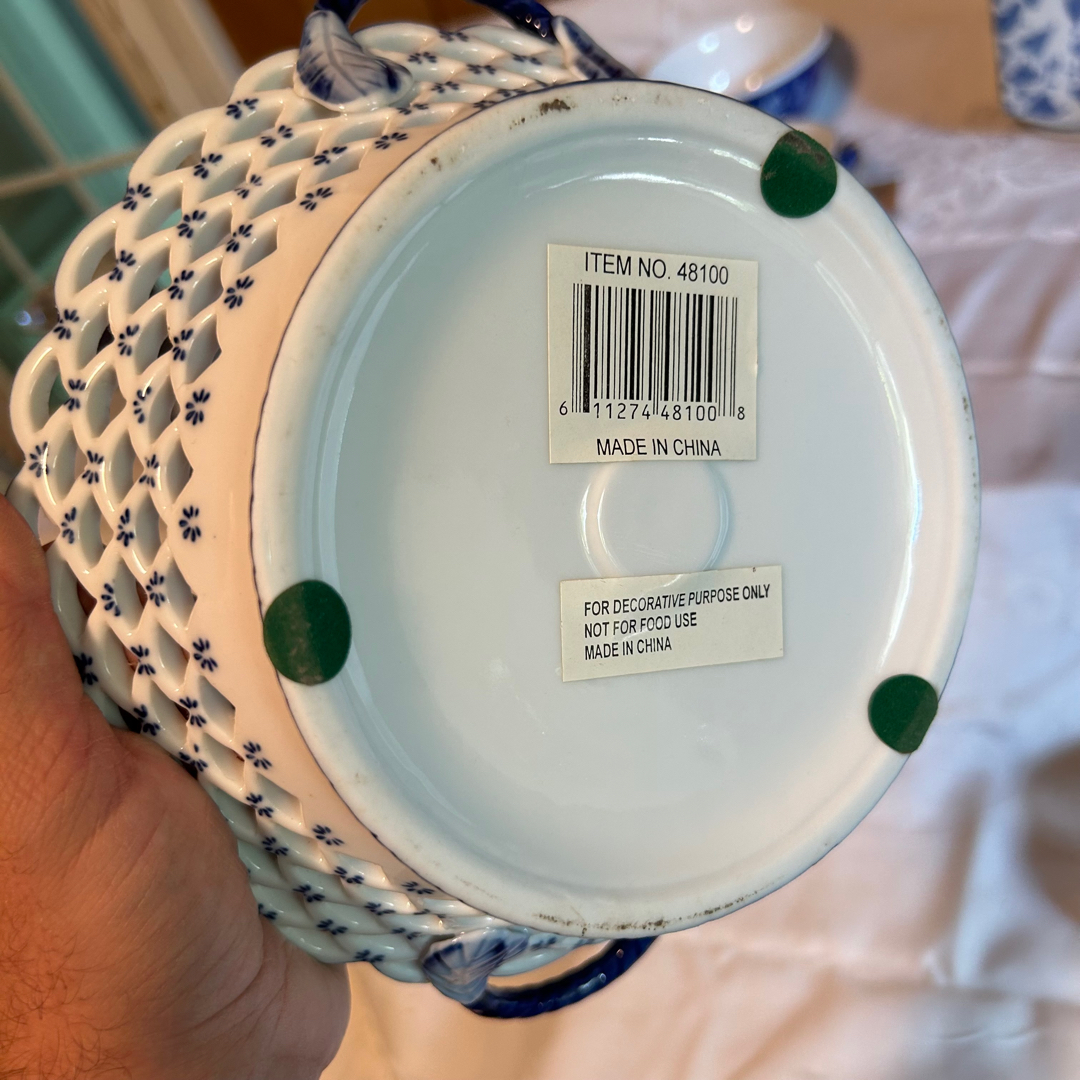 ITEM NO. 48100
6 11274 48100 8
MADE IN CHINA
FOR DECORATIVE PURPOSE ONLY
NOT FOR FOOD USE
MADE IN CHINA